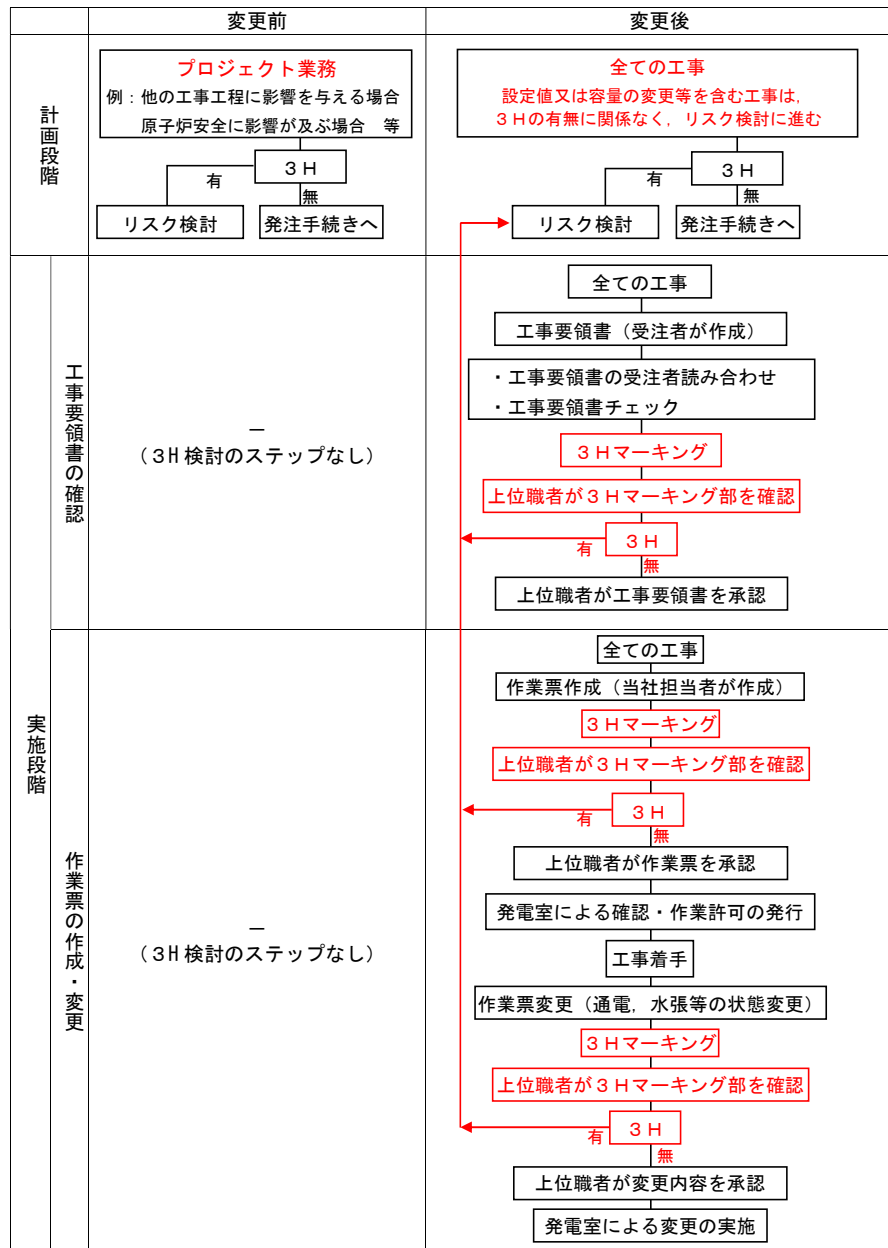 変更前
変更後
計画段階
プロジェクト業務
例：他の工事工程に影響を与える場合
原子炉安全に影響が及ぶ場合　等
３Ｈ
有
無
リスク検討
発注手続きへ
全ての工事
設定値又は容量の変更等を含む工事は，
３Ｈの有無に関係なく，リスク検討に進む
３Ｈ
有
無
リスク検討
発注手続きへ
実施段階
工事要領書の確認
－
（３Ｈ検討のステップなし）
全ての工事
工事要領書（受注者が作成）
・工事要領書の受注者読み合わせ
・工事要領書チェック
３Ｈマーキング
上位職者が３Ｈマーキング部を確認
３Ｈ
有
無
上位職者が工事要領書を承認
作業票の作成・変更
－
（３Ｈ検討のステップなし）
全ての工事
作業票作成（当社担当者が作成）
３Ｈマーキング
上位職者が３Ｈマーキング部を確認
３Ｈ
有
無
上位職者が作業票を承認
発電室による確認・作業許可の発行
工事着手
作業票変更（通電，水張等の状態変更）
３Ｈマーキング
上位職者が３Ｈマーキング部を確認
３Ｈ
有
無
上位職者が変更内容を承認
発電室による変更の実施